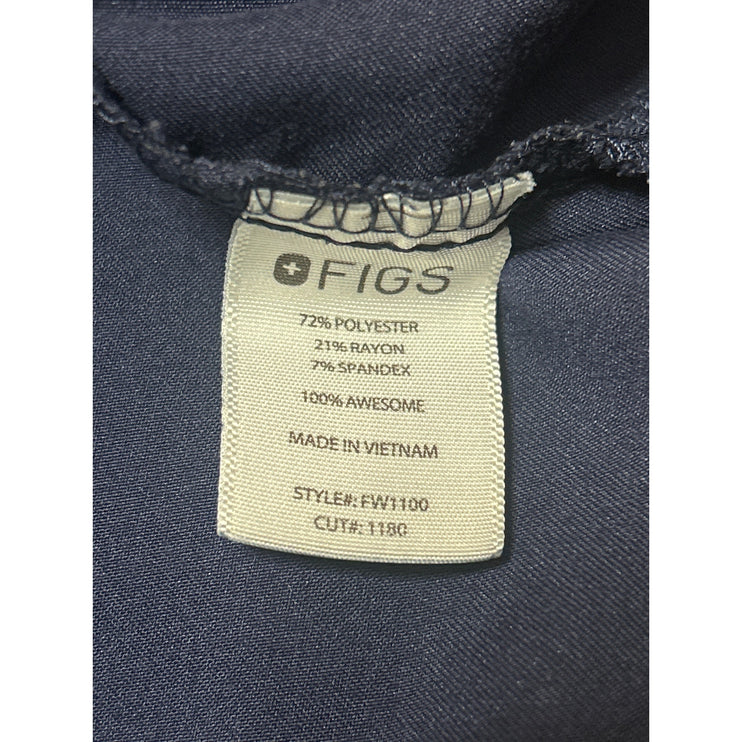 FIGS
72% POLYESTER
21% RAYON
7% SPANDEX
100% AWESOME
MADE IN VIETNAM
STYLE#: FW1100
CUT#: 1180